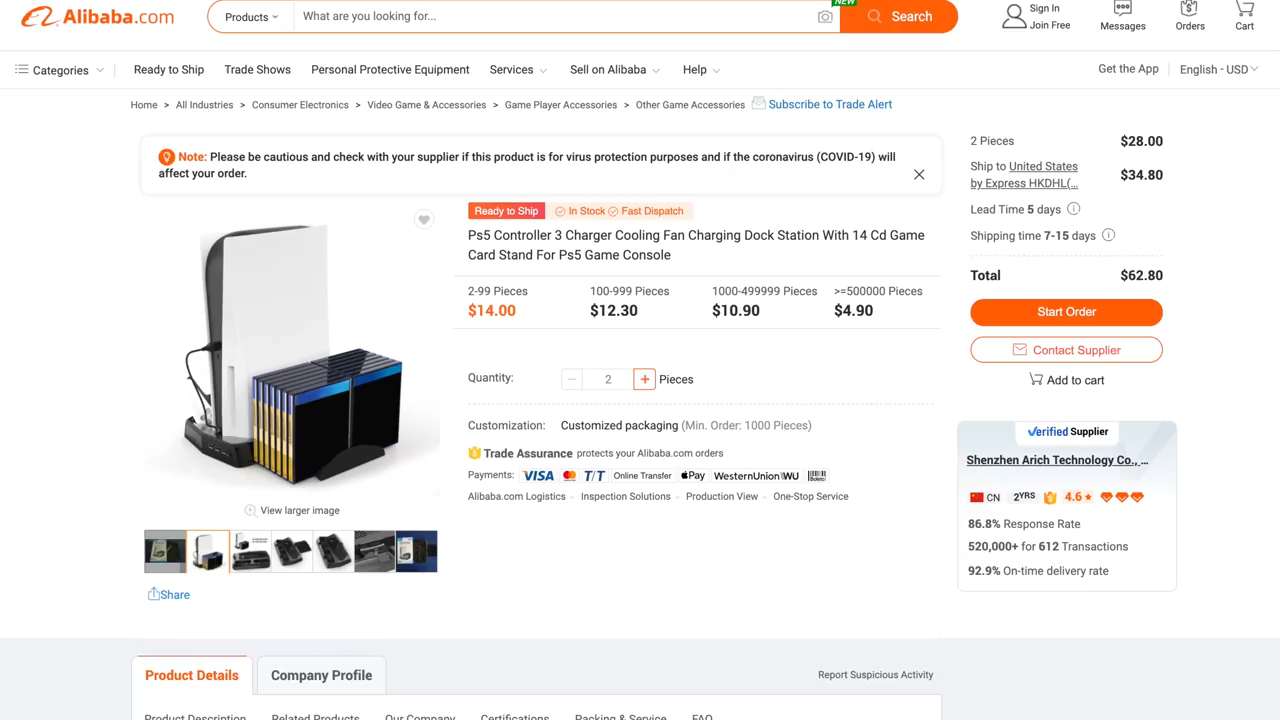 Alibaba.com
Products
What are you looking for...
NEW
Search
Sign In
Join Free
Messages
Orders
Cart
Categories
Ready to Ship
Trade Shows
Personal Protective Equipment
Services
Sell on Alibaba
Help
Get the App
English - USD
Home > All Industries > Consumer Electronics > Video Game & Accessories > Game Player Accessories > Other Game Accessories
Subscribe to Trade Alert
Note: Please be cautious and check with your supplier if this product is for virus protection purposes and if the coronavirus (COVID-19) will
affect your order.
Ready to Ship
In Stock
Fast Dispatch
Ps5 Controller 3 Charger Cooling Fan Charging Dock Station With 14 Cd Game
Card Stand For Ps5 Game Console
2-99 Pieces
100-999 Pieces
1000-499999 Pieces
>=500000 Pieces
$14.00
$12.30
$10.90
$4.90
Quantity:
2
Pieces
Customization:
Customized packaging (Min. Order: 1000 Pieces)
Trade Assurance protects your Alibaba.com orders
Payments:
VISA
T/T
Online Transfer
Pay
WesternUnion WU
Boleto
Alibaba.com Logistics
Inspection Solutions
Production View
One-Stop Service
View larger image
Share
2 Pieces
$28.00
Ship to United States
by Express HKDHL(...
$34.80
Lead Time 5 days
Shipping time 7-15 days
Total
$62.80
Start Order
Contact Supplier
Add to cart
Verified Supplier
Shenzhen Arich Technology Co., ...
CN
2YRS
4.6
86.8% Response Rate
520,000+ for 612 Transactions
92.9% On-time delivery rate
Product Details
Company Profile
Report Suspicious Activity
Product Description
Related Products
Our Company
Certifications
Packing & Service
FAQ